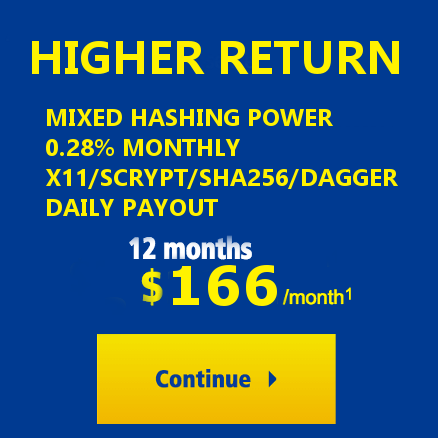 HIGHER RETURN
MIXED HASHING POWER
0.28% MONTHLY
X11/SCRYPT/SHA256/DAGGER
DAILY PAYOUT
12 months
$166 /month1
Continue